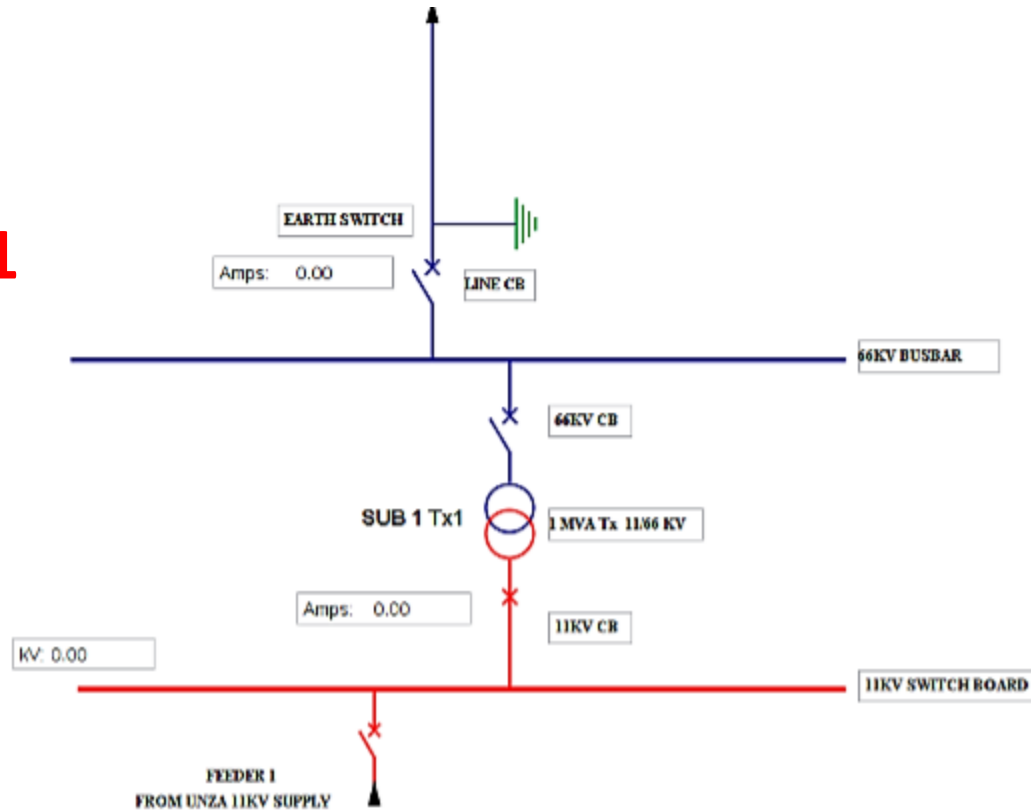 EARTH SWITCH
1
Amps: 0.00
LINE CB
66KV BUSBAR
66KV CB
SUB 1 Tx1
1 MVA Tx 11/66 KV
Amps: 0.00
11KV CB
KV: 0.00
11KV SWITCH BOARD
FEEDER 1
FROM UNZA 11KV SUPPLY